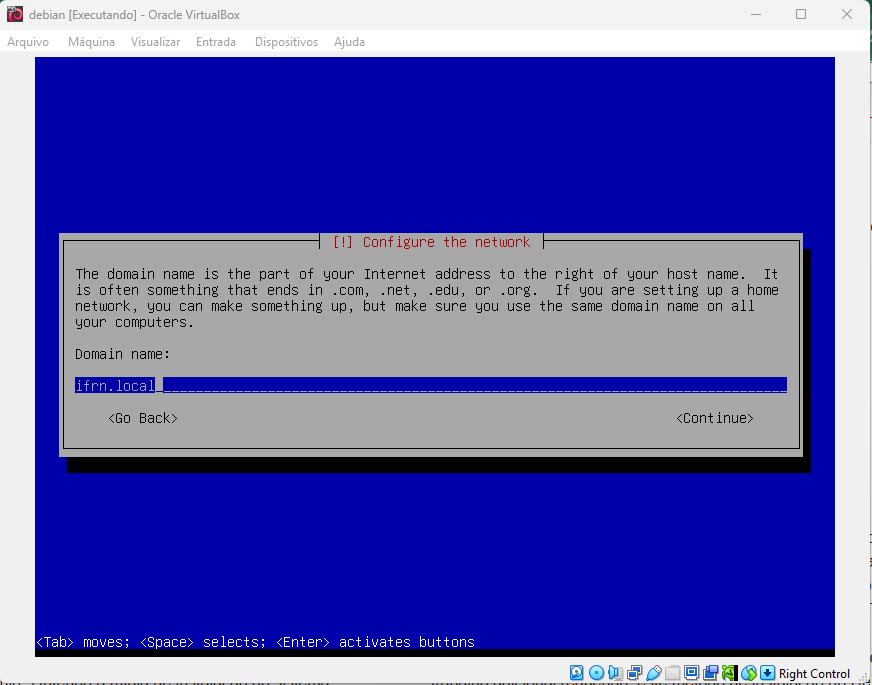 debian [Executando] - Oracle VirtualBox
Arquivo Máquina Visualizar Entrada Dispositivos Ajuda
[!] Configure the network
The domain name is the part of your Internet address to the right of your host name.  It
is often something that ends in .com, .net, .edu, or .org.  If you are setting up a home
network, you can make something up, but make sure you use the same domain name on all
your computers.
Domain name:
ifrn.local
<Go Back> <Continue>
<Tab> moves; <Space> selects; <Enter> activates buttons
Right Control